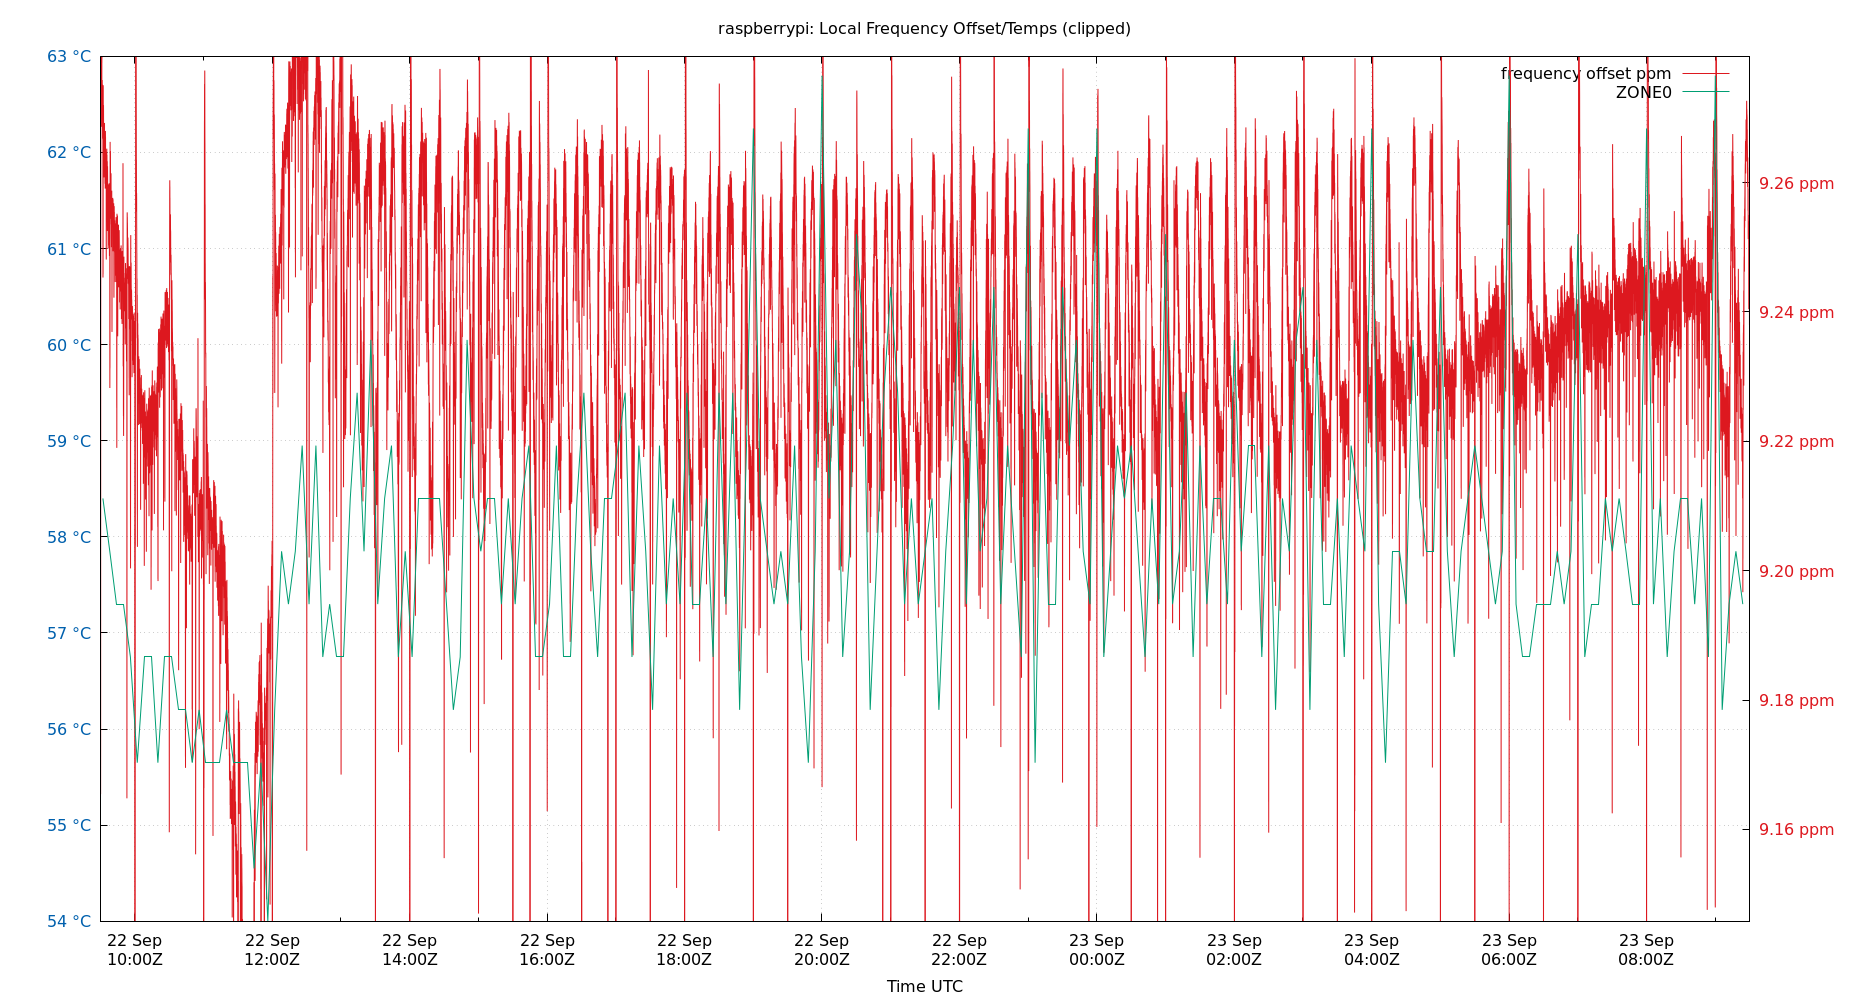 raspberrypi: Local Frequency Offset/Temps (clipped)
63 °C
62 °C
61 °C
60 °C
59 °C
58 °C
57 °C
56 °C
55 °C
54 °C
frequency offset ppm
ZONE0
9.26 ppm
9.24 ppm
9.22 ppm
9.20 ppm
9.18 ppm
9.16 ppm
22 Sep
10:00Z
22 Sep
12:00Z
22 Sep
14:00Z
22 Sep
16:00Z
22 Sep
18:00Z
22 Sep
20:00Z
22 Sep
22:00Z
23 Sep
00:00Z
23 Sep
02:00Z
23 Sep
04:00Z
23 Sep
06:00Z
23 Sep
08:00Z
Time UTC